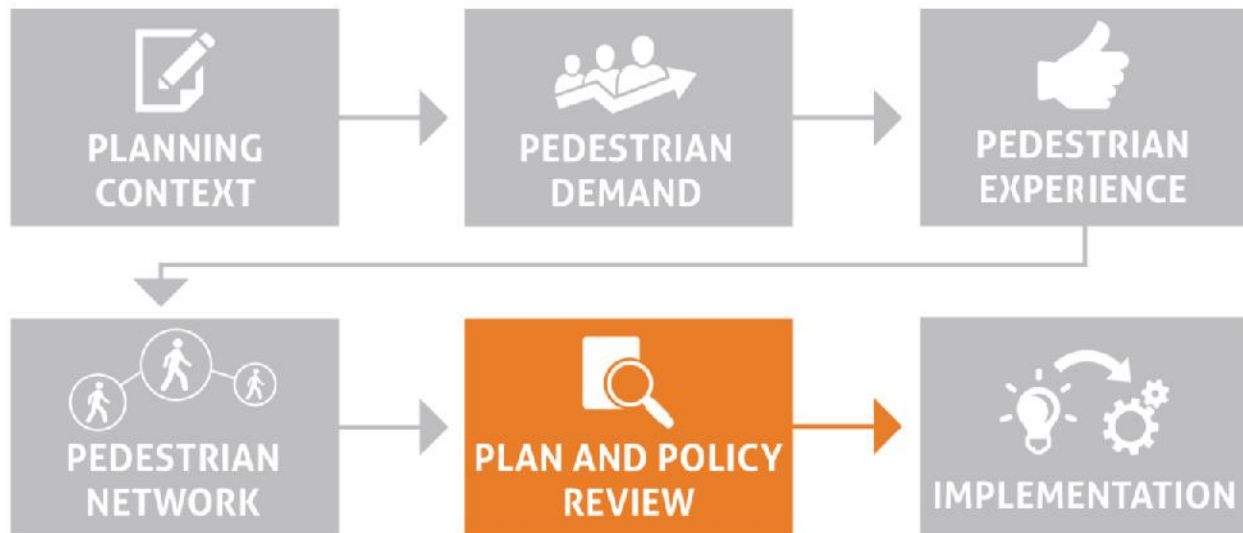 PLANNING
CONTEXT
PEDESTRIAN
DEMAND
PEDESTRIAN
EXPERIENCE
PEDESTRIAN
NETWORK
PLAN AND POLICY
REVIEW
IMPLEMENTATION